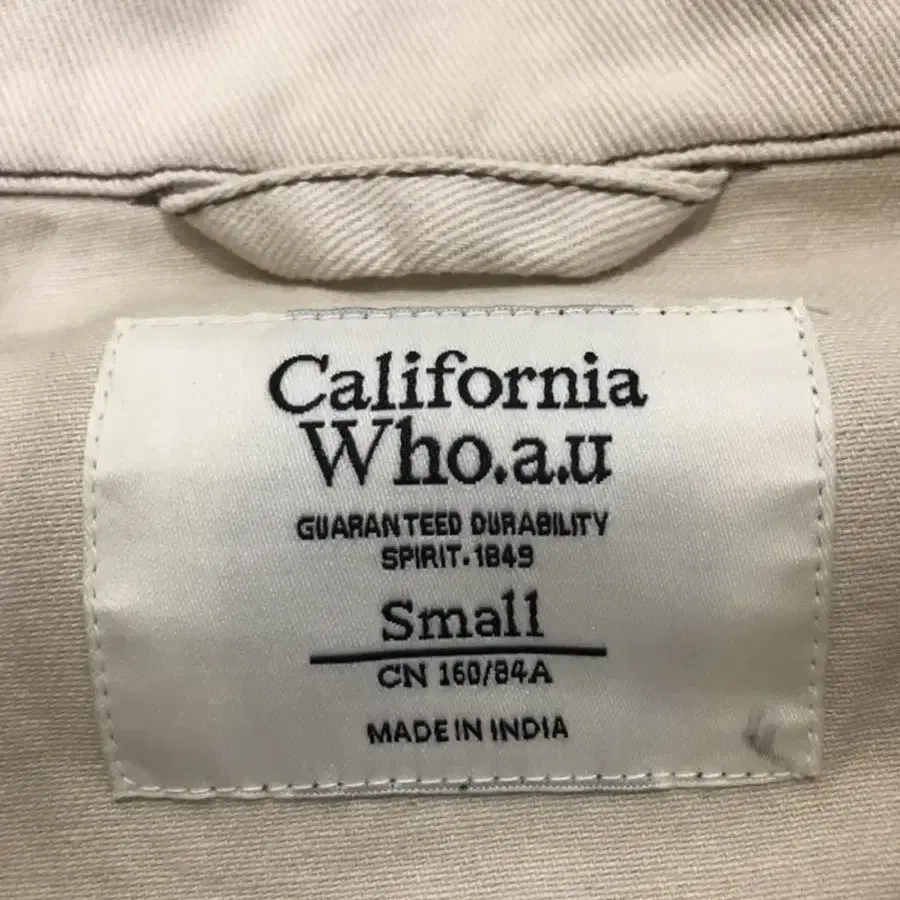 California
Who.a.u
GUARANTEED DURABILITY
SPIRIT·1849
Small
CN 160/84A
MADE IN INDIA